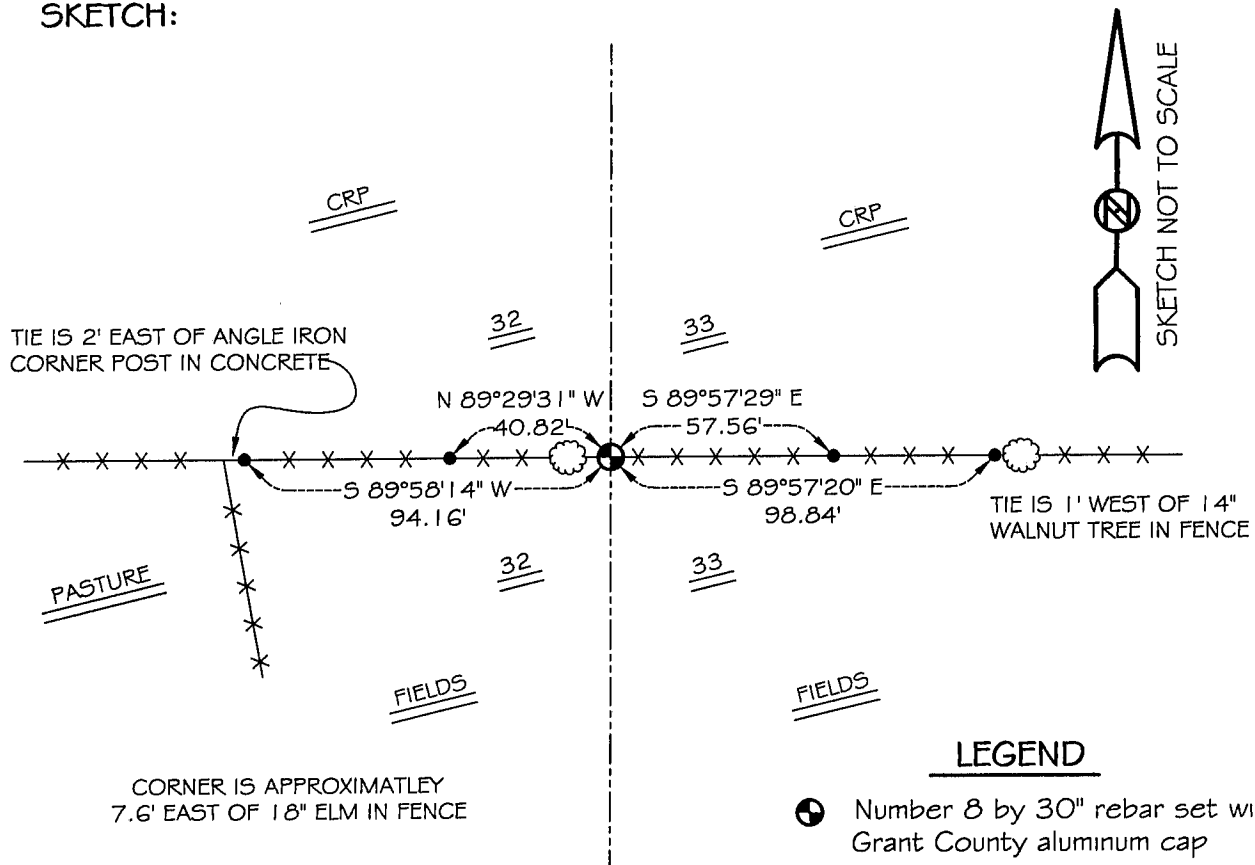 SKETCH:
SKETCH NOT TO SCALE
N
CRP
CRP
TIE IS 2' EAST OF ANGLE IRON
CORNER POST IN CONCRETE
32
33
N 89°29'31" W
40.82'
S 89°57'29" E
57.56'
S 89°58'14" W
94.16'
S 89°57'20" E
98.84'
TIE IS 1' WEST OF 14"
WALNUT TREE IN FENCE
32
33
PASTURE
FIELDS
FIELDS
CORNER IS APPROXIMATLEY
7.6' EAST OF 18" ELM IN FENCE
LEGEND
Number 8 by 30" rebar set
Grant County aluminum cap